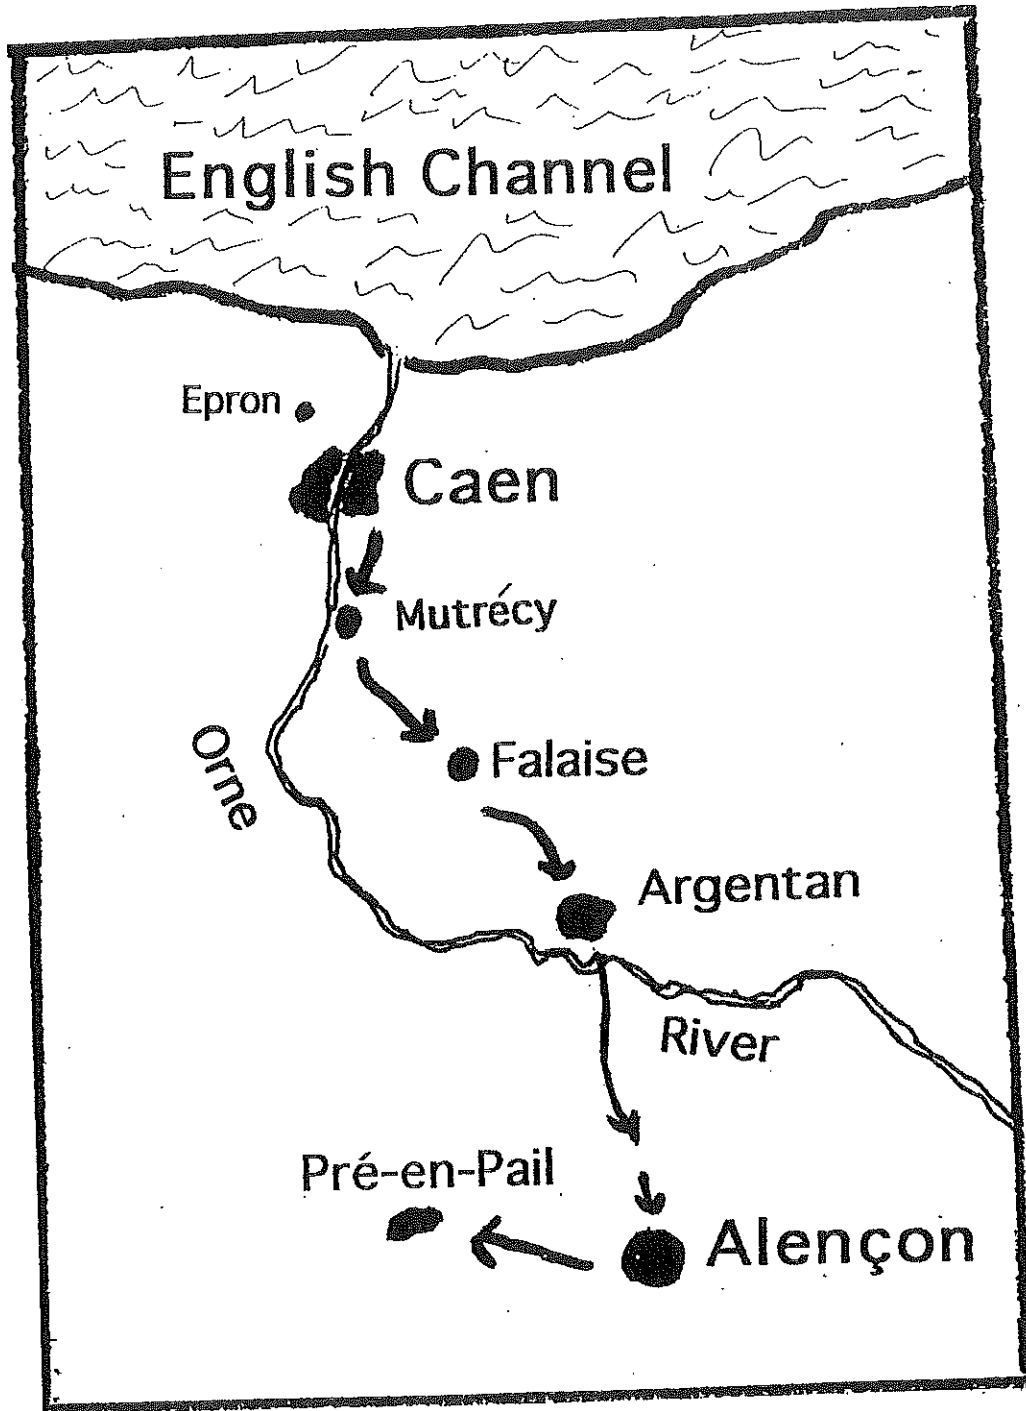 English Channel
Epron
Caen
Mutrécy
Orne
Falaise
Argentan
River
Pré-en-Pail
Alençon